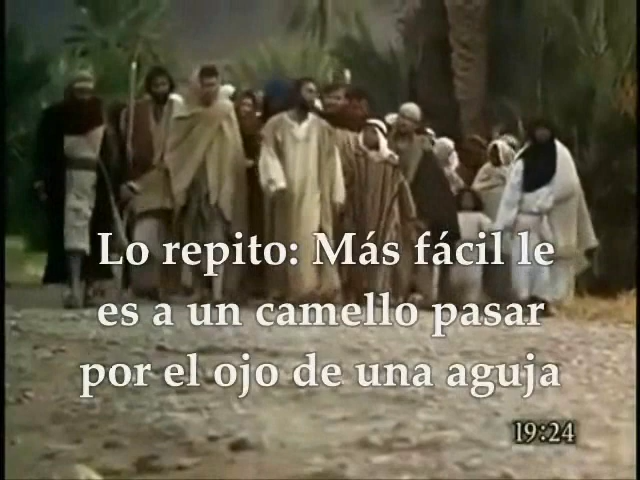 Lo repito: Más fácil le
es a un camello pasar
por el ojo de una aguja
19:24